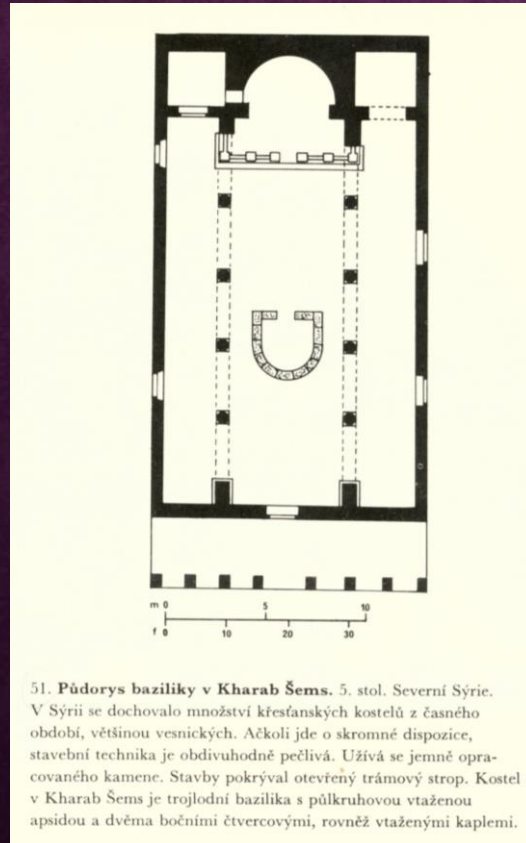 m 0 5 10
f 0 10 20 30
51. Půdorys baziliky v Kharab Šems. 5. stol. Severní Sýrie.
V Sýrii se dochovalo množství křesťanských kostelů z časného
období, většinou vesnických. Ačkoli jde o skromné dispozice,
stavební technika je obdivuhodně pečlivá. Užívá se jemně opra-
covaného kamene. Stavby pokrýval otevřený trámový strop. Kostel
v Kharab Šems je trojlodní bazilika s půlkruhovou vtaženou
apsidou a dvěma bočními čtvercovými, rovněž vtaženými kaplemi.